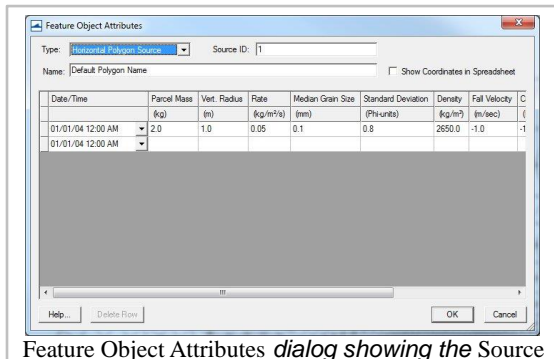 Feature Object Attributes
Type: Horizontal Polygon Source Source ID: 1
Name: Default Polygon Name Show Coordinates in Spreadsheet
Date/Time Parcel Mass Vert. Radius Rate Median Grain Size Standard Deviation Density Fall Velocity C
(kg) (m) (kg/m²/s) (mm) (Phi-units) (kg/m³) (m/sec) (
01/01/04 12:00 AM 2.0 1.0 0.05 0.1 0.8 2650.0 -1.0 -1
01/01/04 12:00 AM
Help... Delete Row OK Cancel
Feature Object Attributes dialog showing the Source